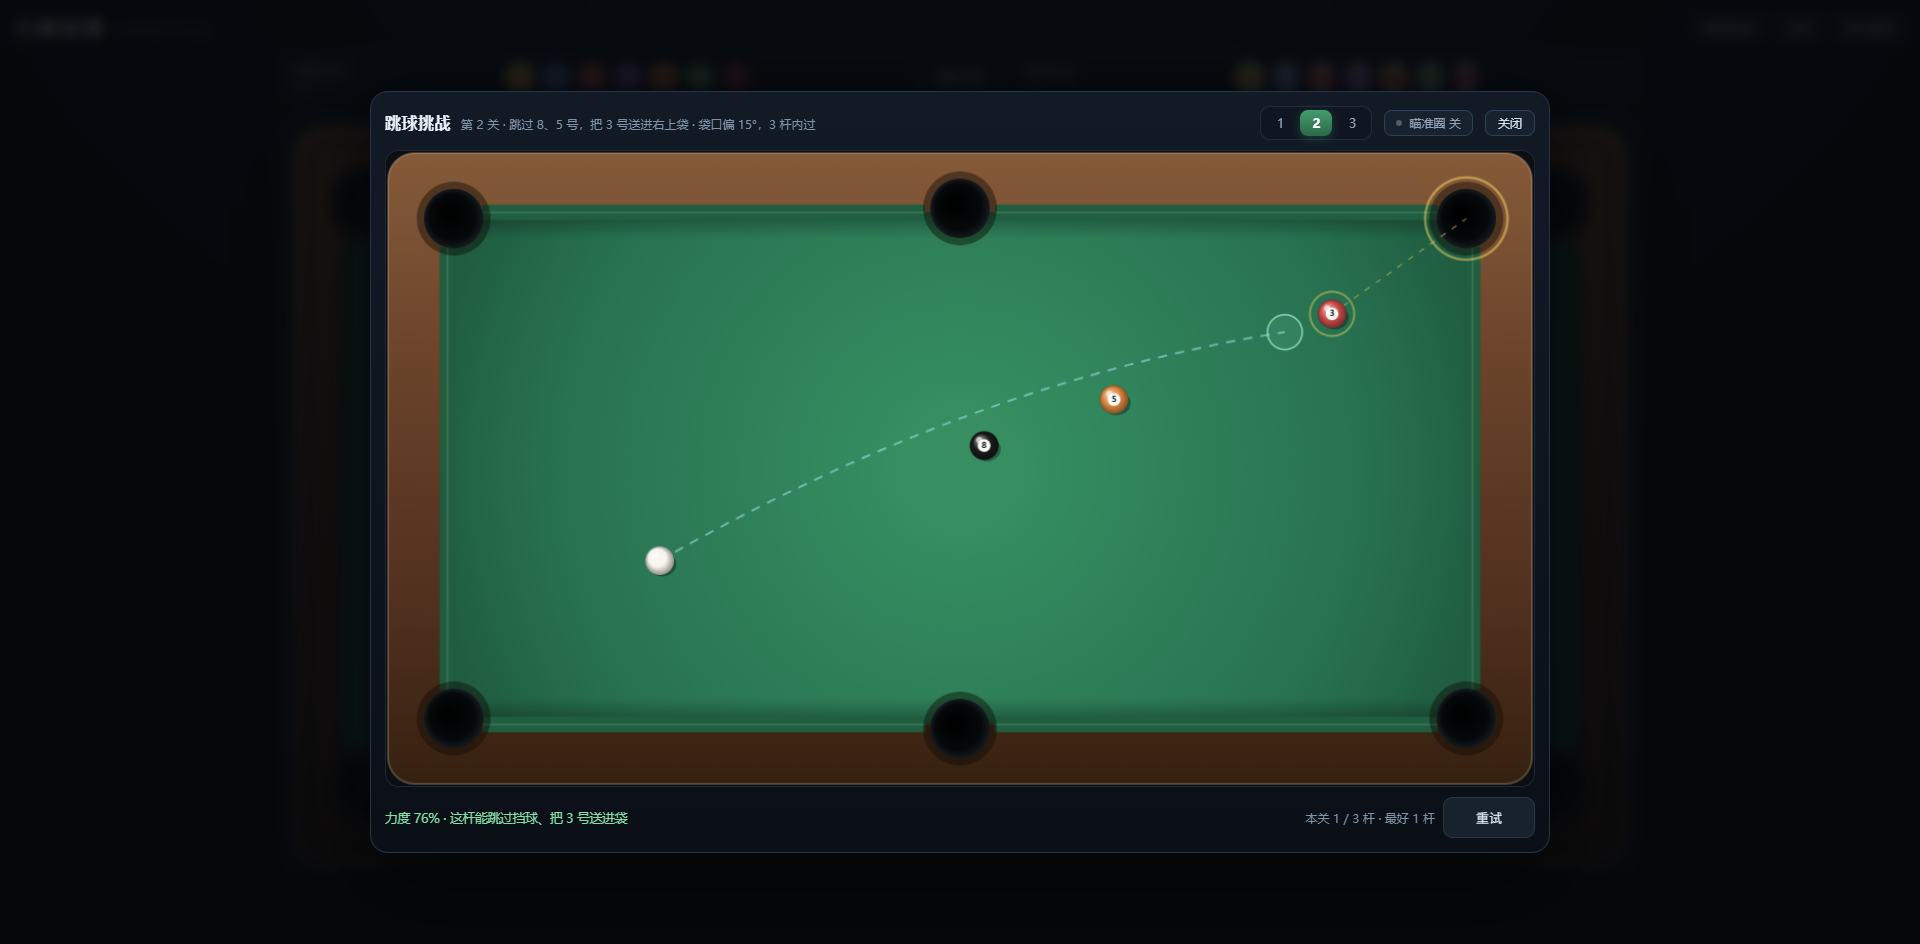 跳球挑战 第 2 关 · 跳过 8、5 号，把 3 号送进右上袋 · 袋口偏 15°，3 杆内过
1 2 3
瞄准圈 关
关闭
3
5
8
力度 76% · 这杆能跳过挡球、把 3 号送进袋
本关 1 / 3 杆 · 最好 1 杆
重试